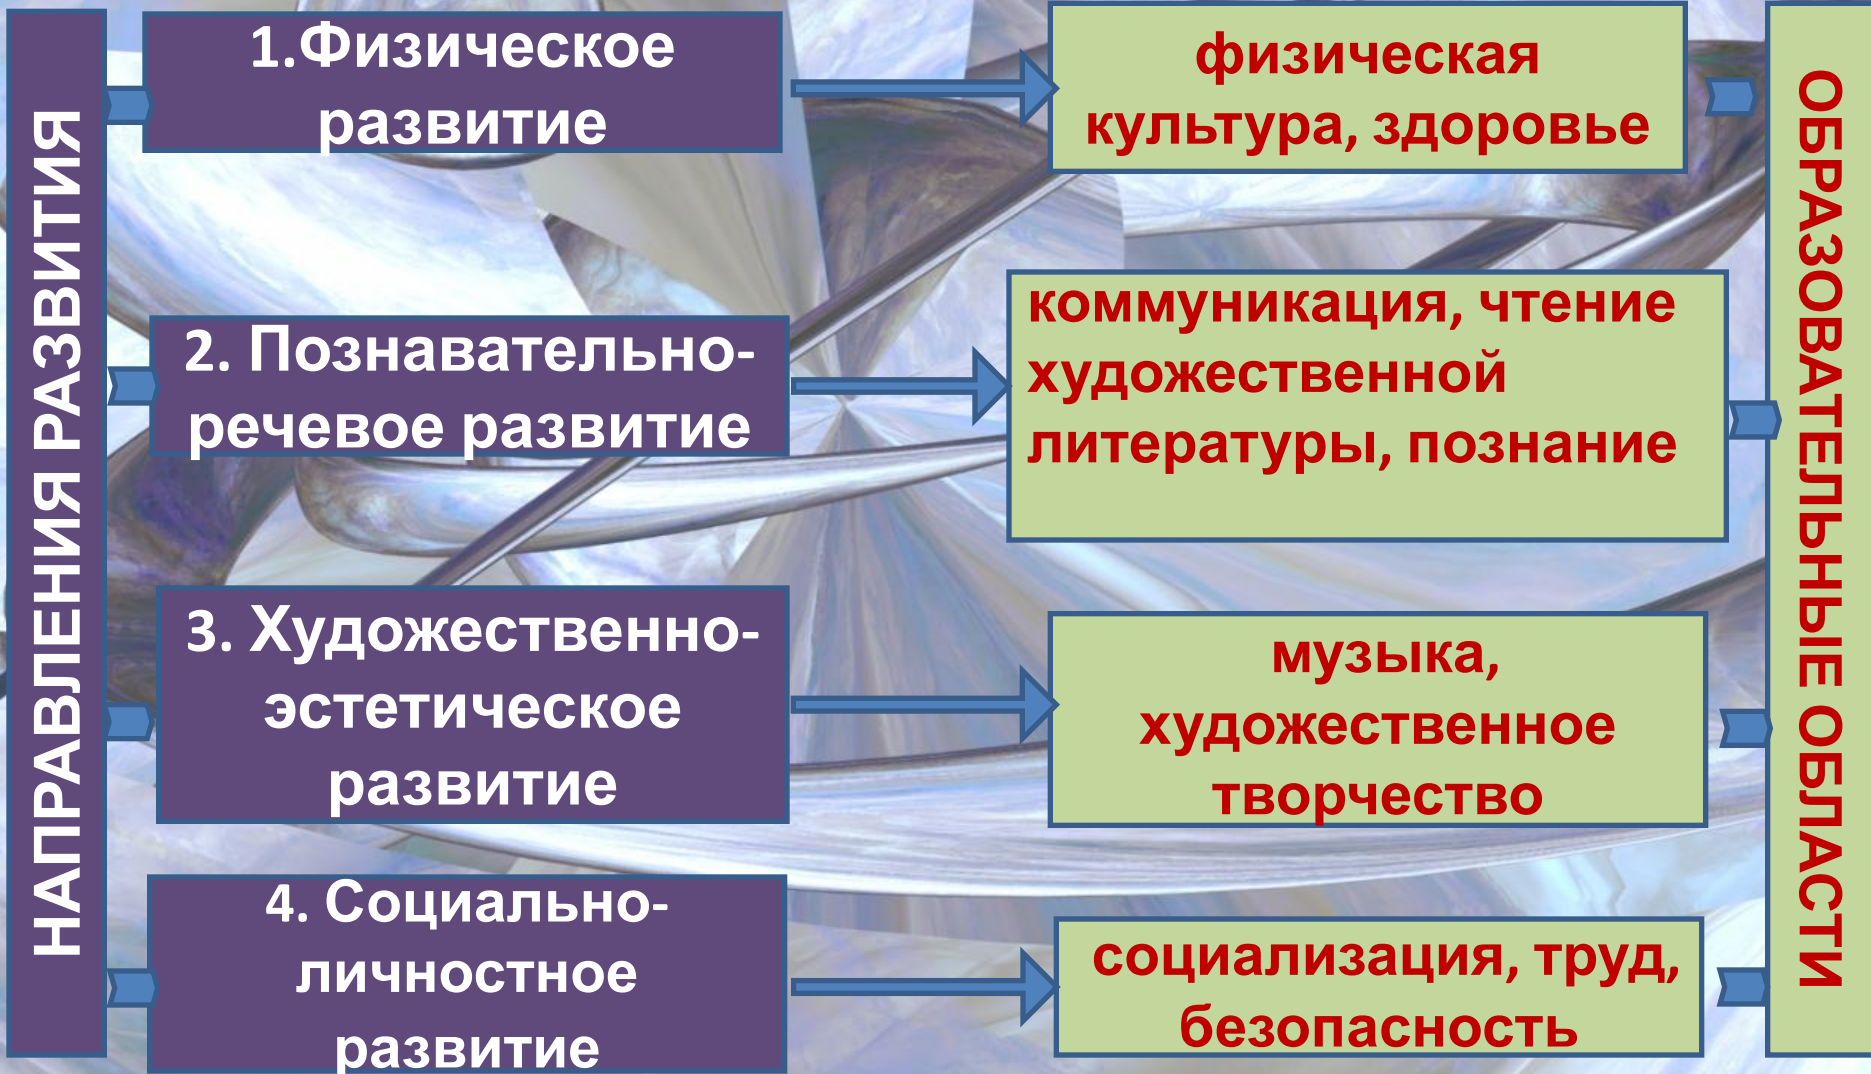 НАПРАВЛЕНИЯ РАЗВИТИЯ
1.Физическое
развитие
физическая
культура, здоровье
2. Познавательно-
речевое развитие
коммуникация, чтение
художественной
литературы, познание
3. Художественно-
эстетическое
развитие
музыка,
художественное
творчество
4. Социально-
личностное
развитие
социализация, труд,
безопасность
ОБРАЗОВАТЕЛЬНЫЕ ОБЛАСТИ